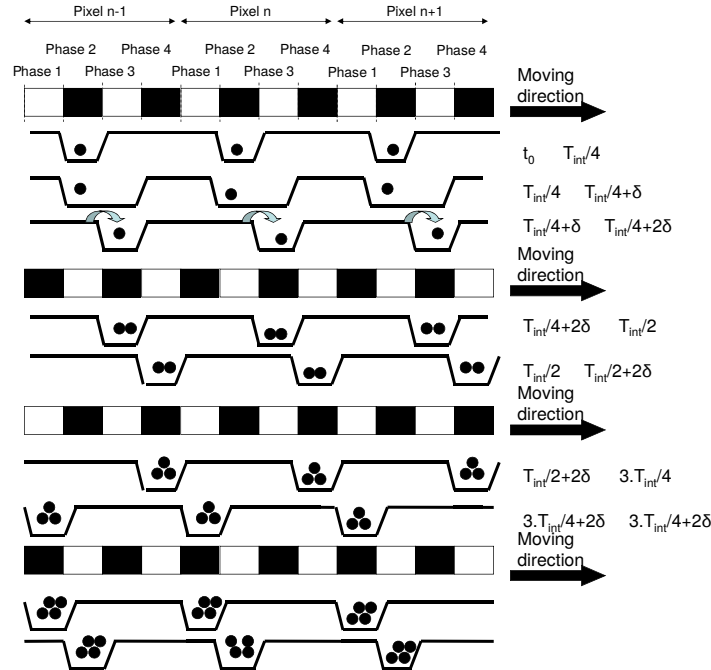 Pixel n-1 Pixel n Pixel n+1
Phase 2 Phase 4 Phase 2 Phase 4 Phase 2 Phase 4
Phase 1 Phase 3 Phase 1 Phase 3 Phase 1 Phase 3
Moving
direction
t0 Tint/4
Tint/4 Tint/4+δ
Tint/4+δ Tint/4+2δ
Moving
direction
Tint/4+2δ Tint/2
Tint/2 Tint/2+2δ
Moving
direction
Tint/2+2δ 3.Tint/4
3.Tint/4+2δ 3.Tint/4+2δ
Moving
direction